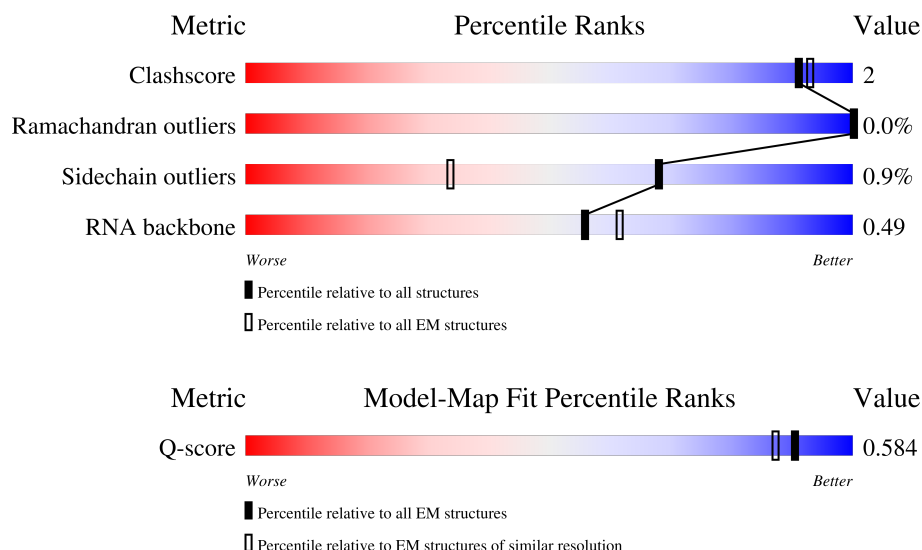 Metric Percentile Ranks Value
Clashscore 2
Ramachandran outliers 0.0%
Sidechain outliers 0.9%
RNA backbone 0.49
Worse Better
Percentile relative to all structures
Percentile relative to all EM structures
Metric Model-Map Fit Percentile Ranks Value
Q-score 0.584
Worse Better
Percentile relative to all EM structures
Percentile relative to EM structures of similar resolution